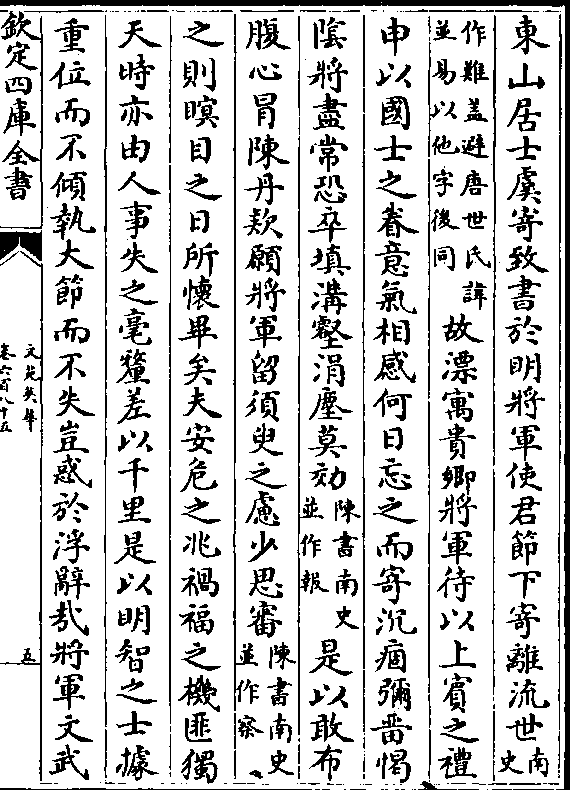 東山居士虞寄致書於明將軍使君節下寄離流世南史
作難蓋避唐世民諱並易以他字後同故漂寓貴鄉將軍待以上賓之禮
申以國士之眷意氣相感何日忘之而寄沉痼彌啚惕
陰將盡常恐卒填溝壑涓塵莫効陳書南史並作報是以敢布
腹心冒陳丹欵願將軍留須臾之慮少思審陳書南史並作察
之則瞑目之日所懷畢矣夫安危之兆禍福之機匪獨
天時亦由人事失之毫釐差以千里是以明智之士據
重位而不傾執大節而不失豈惑於浮辭哉將軍文武
欽定四庫全書
文苑英華
卷六百八十五
五